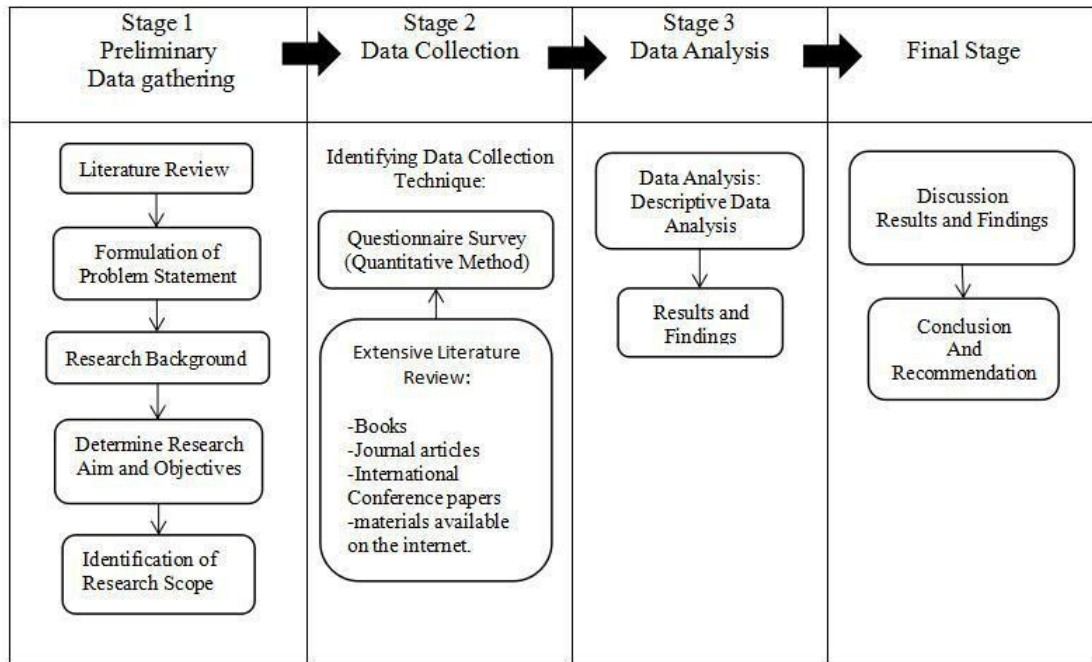 Stage 1
Preliminary
Data gathering
Stage 2
Data Collection
Stage 3
Data Analysis
Final Stage
Literature Review
Formulation of
Problem Statement
Research Background
Determine Research
Aim and Objectives
Identification of
Research Scope
Identifying Data Collection
Technique:
Questionnaire Survey
(Quantitative Method)
Extensive Literature
Review:
-Books
-Journal articles
-International
Conference papers
-materials available
on the internet.
Data Analysis:
Descriptive Data
Analysis
Results and
Findings
Discussion
Results and Findings
Conclusion
And
Recommendation